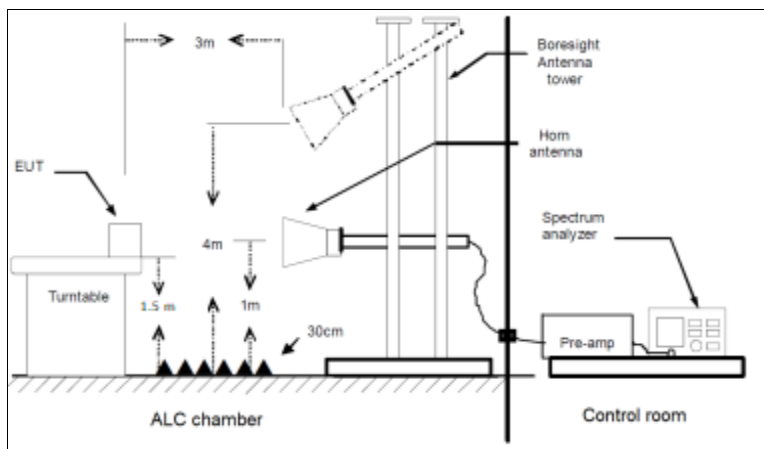 3m
Boresight
Antenna
tower
EUT
Horn
antenna
Spectrum
analyzer
4m
Turntable
1.5 m
1m
30cm
Pre-amp
ALC chamber
Control room